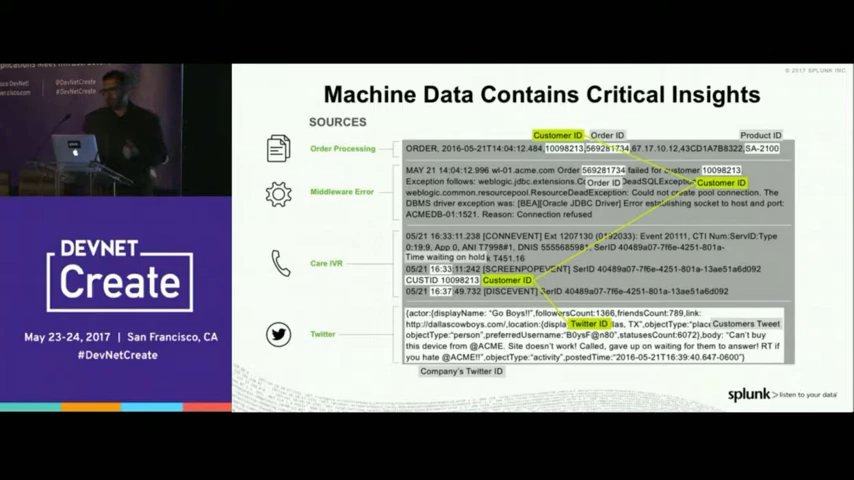 plications Meet Infrastructure
sco DevNet!
@DevNetCreate
.cisco.com
#DevNetCreate
DEVNET
Create
May 23-24, 2017 | San Francisco, CA
#DevNetCreate
© 2017 SPLUNK INC.
Machine Data Contains Critical Insights
SOURCES
Customer ID
Order ID
Product ID
Order Processing
ORDER, 2016-05-21T14:04:12.484,10098213,569281734,67.17.10.12,43CD1A7B8322,SA-2100
Middleware Error
MAY 21 14:04:12.996 wl-01.acme.com Order 569281734 failed for customer 10098213.
Exception follows: weblogic.jdbc.extensions.Co Order ID DeadSQLException: Customer ID
weblogic.common.resourcepool.ResourceDeadException: Could not create pool connection. The
DBMS driver exception was: [BEA][Oracle JDBC Driver] Error establishing socket to host and port:
ACMEDB-01:1521. Reason: Connection refused
Care IVR
05/21 16:33:11.238 [CONNEVENT] Ext 1207130 (0192033): Event 20111, CTI Num:ServID:Type
0:19:9, App 0, ANI T7998#1, DNIS 5555685981, SerID 40489a07-7f6e-4251-801a-
Time waiting on hold k T451.16
05/21 16:33:11:242 [SCREENPOPEVENT] SerID 40489a07-7f6e-4251-801a-13ae51a6d092
CUSTID 10098213 Customer ID
05/21 16:37:49.732 [DISCEVENT] SerID 40489a07-7f6e-4251-801a-13ae51a6d092
Twitter
{actor:{displayName: "Go Boys!!",followersCount:1366,friendsCount:789,link:
http://dallascowboys.com/,location:{displa Twitter ID las, TX",objectType:"place Customers Tweet
objectType:"person",preferredUsername:"B0ysF@n80",statusesCount:6072},body: "Can't buy
this device from @ACME. Site doesn't work! Called, gave up on waiting for them to answer! RT if
you hate @ACME!!",objectType:"activity",postedTime:"2016-05-21T16:39:40.647-0600"}
Company's Twitter ID
splunk> listen to your data